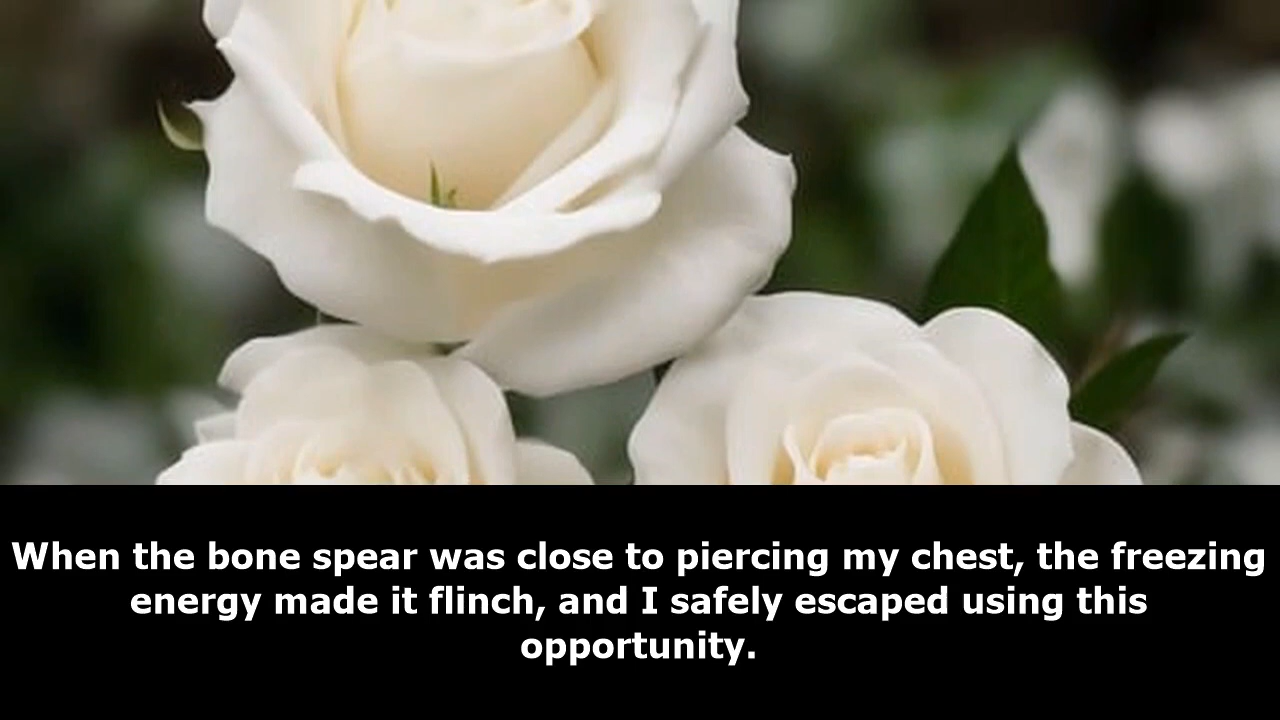 When the bone spear was close to piercing my chest, the freezing
energy made it flinch, and I safely escaped using this
opportunity.